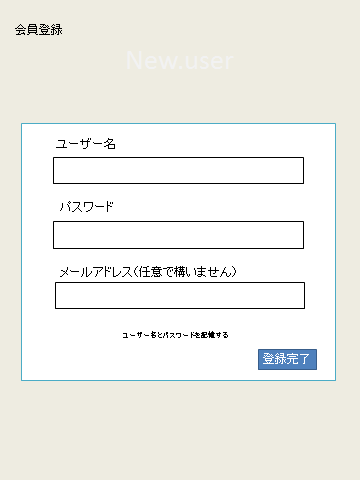 会員登録
New.user
ユーザー名
パスワード
メールアドレス(任意で構いません)
ユーザー名とパスワードを記憶する
登録完了